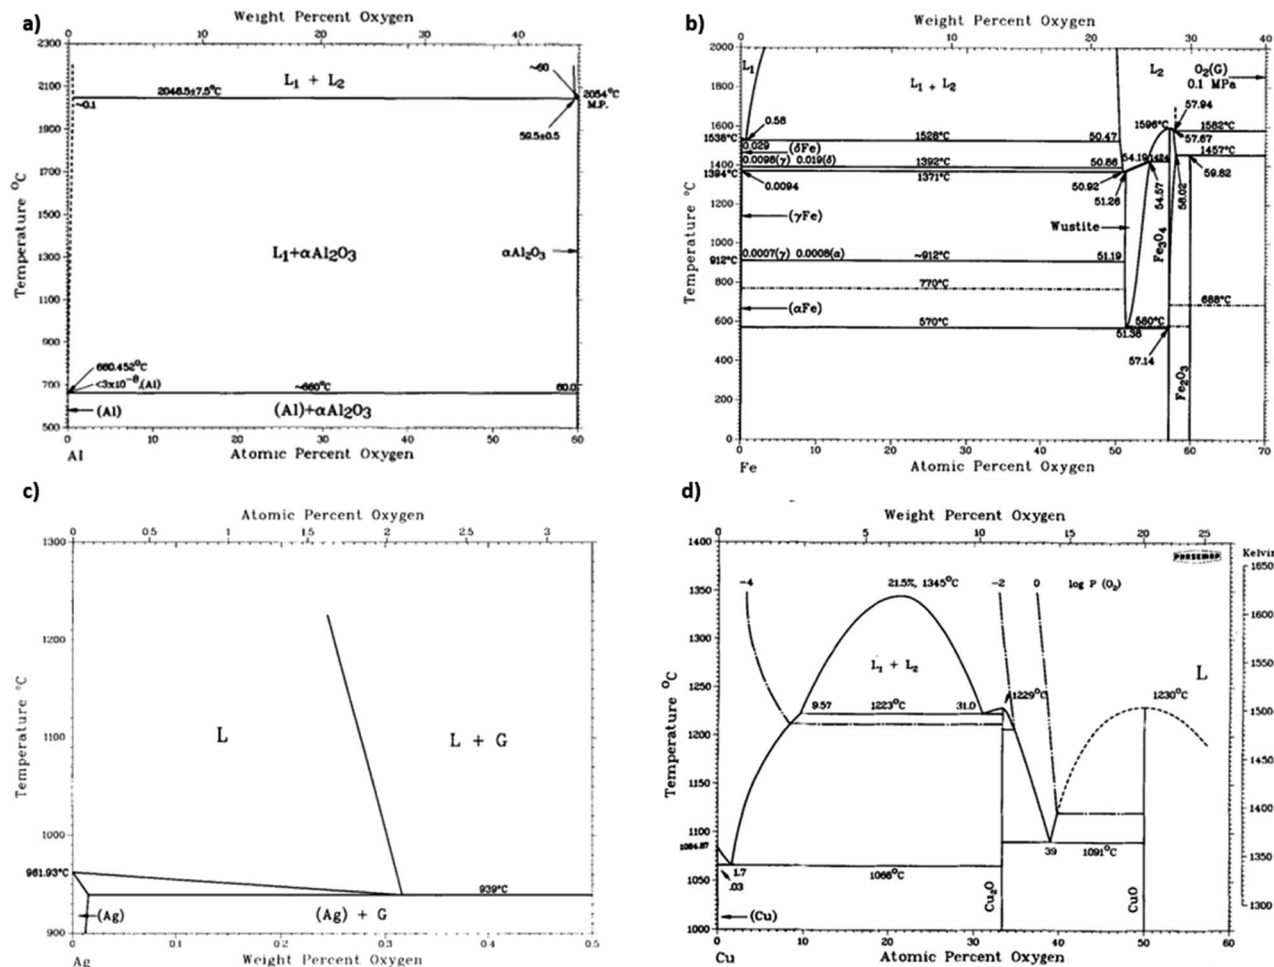 a)
Weight Percent Oxygen
0 10 20 30 40
2300
2100
1900
1700
1500
1300
1100
900
700
500
Temperature °C
L1 + L2
~60
2046.5±7.5°C
2054°C
M.P.
~0.1
59.5±0.5
L1+αAl2O3
αAl2O3
660.452°C
<3x10-8,(Al)
~660°C
60.0
(Al)
(Al)+αAl2O3
0 10 20 30 40 50 60
Al
Atomic Percent Oxygen
b)
Weight Percent Oxygen
0 10 20 30 40
2000
1800
1600
1538°C
1400
1394°C
1200
1000
912°C
800
600
400
200
0
Temperature °C
L1
L1 + L2
L2
O2(G)
0.1 MPa
57.94
0.58
1596°C
1582°C
57.67
1528°C
50.47
1457°C
0.029
(δFe)
0.0098(γ) 0.019(δ)
1392°C
50.86
54.19
1424
1371°C
0.0094
50.92
51.26
54.57
58.02
59.82
(γFe)
Wustite
Fe3O4
0.0007(γ) 0.0008(α)
~912°C
51.19
770°C
688°C
(αFe)
570°C
560°C
51.38
57.14
Fe2O3
0 10 20 30 40 50 60 70
Fe
Atomic Percent Oxygen
c)
Atomic Percent Oxygen
0 0.5 1 1.5 2 2.5 3
1300
1200
1100
1000
961.93°C
900
Temperature °C
L
L + G
939°C
(Ag)
(Ag) + G
0 0.1 0.2 0.3 0.4 0.5
Ag
Weight Percent Oxygen
d)
Weight Percent Oxygen
0 5 10 15 20 25
1400
1350
1300
1250
1200
1150
1100
1084.87
1050
1000
Temperature °C
Kelvin
1650
1600
1550
1500
1450
1400
1350
1300
-4
21.5%, 1345°C
-2
0
log P (O2)
L1 + L2
L
9.57
1223°C
31.0
1229°C
1230°C
39
1091°C
1.7
.03
1066°C
(Cu)
Cu2O
CuO
0 10 20 30 40 50 60
Cu
Atomic Percent Oxygen